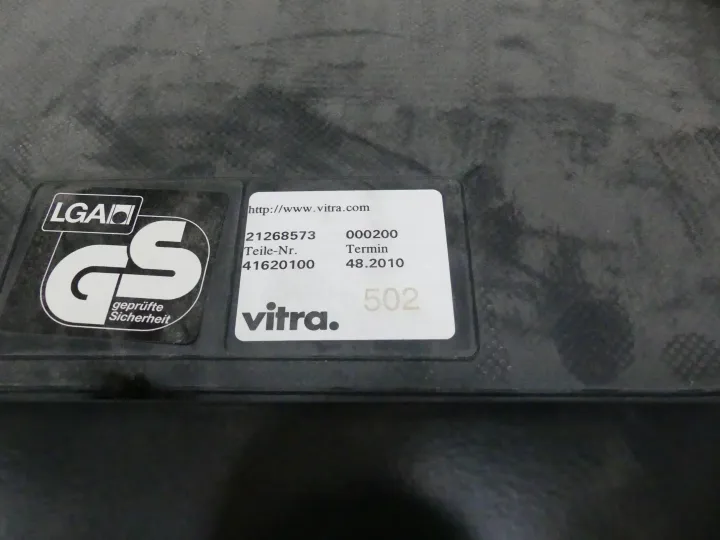 LGA
GS
geprüfte
Sicherheit
http://www.vitra.com
21268573 000200
Teile-Nr. Termin
41620100 48.2010
vitra. 502